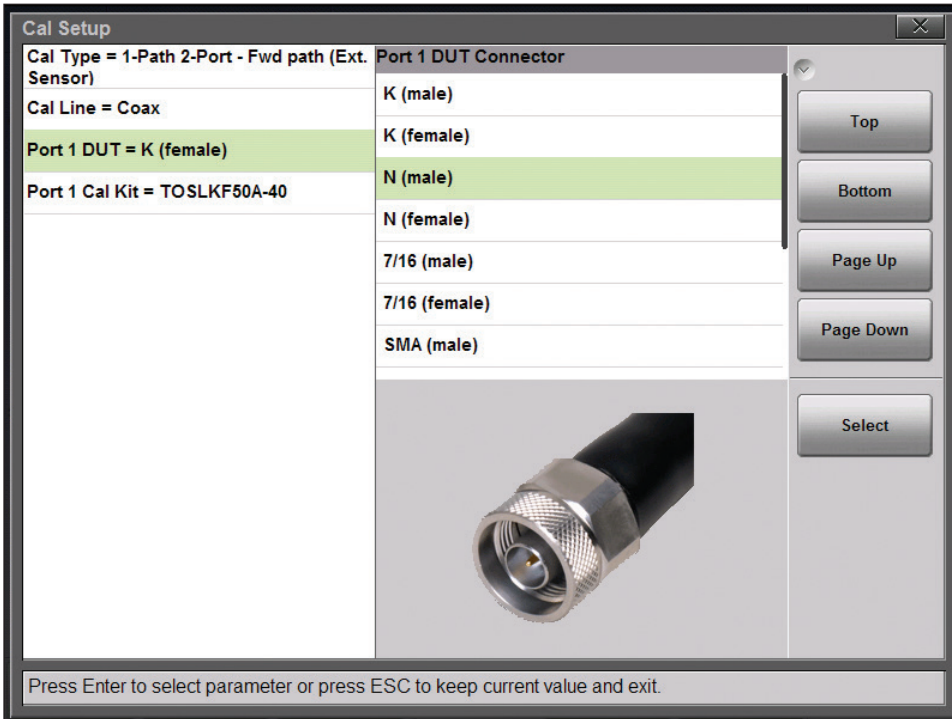 Cal Setup
Cal Type = 1-Path 2-Port - Fwd path (Ext.
Sensor)
Cal Line = Coax
Port 1 DUT = K (female)
Port 1 Cal Kit = TOSLKF50A-40
Port 1 DUT Connector
K (male)
K (female)
N (male)
N (female)
7/16 (male)
7/16 (female)
SMA (male)
Top
Bottom
Page Up
Page Down
Select
Press Enter to select parameter or press ESC to keep current value and exit.